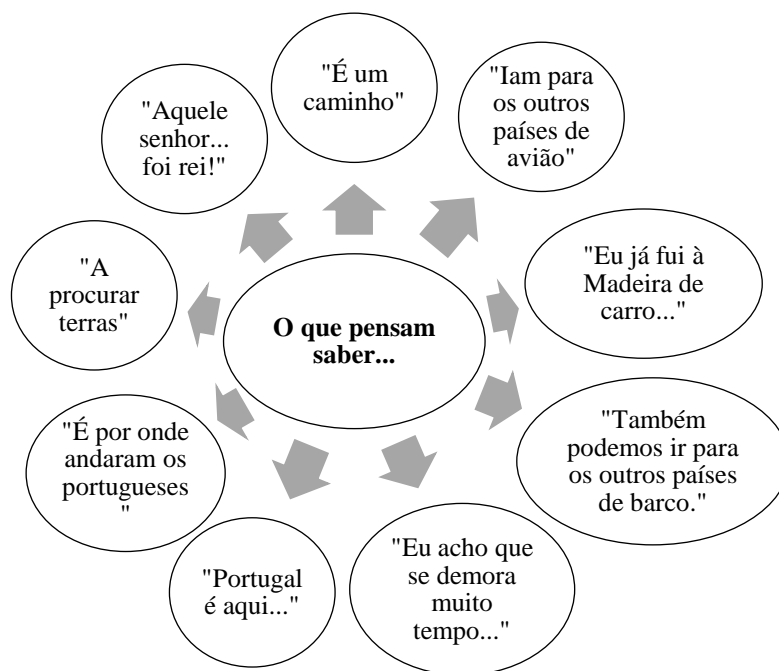 "É um
caminho"
"Iam para
os outros
países de
avião"
"Eu já fui à
Madeira de
carro..."
"Também
podemos ir para
os outros países
de barco."
"Eu acho que
se demora
muito
tempo..."
"Portugal
é aqui..."
"É por onde
andaram os
portugueses
"
"A
procurar
terras"
"Aquele
senhor...
foi rei!"
O que pensam
saber...